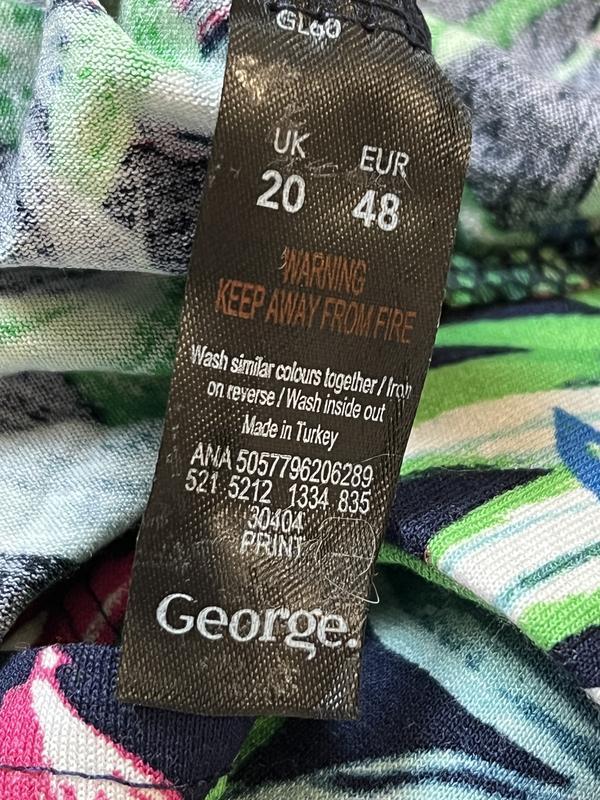 GL60
UK EUR
20 48
WARNING
KEEP AWAY FROM FIRE
Wash similar colours together / Iron
on reverse / Wash inside out
Made in Turkey
ANA 5057796206289
521 5212 1334 835
30404
PRINT
George.